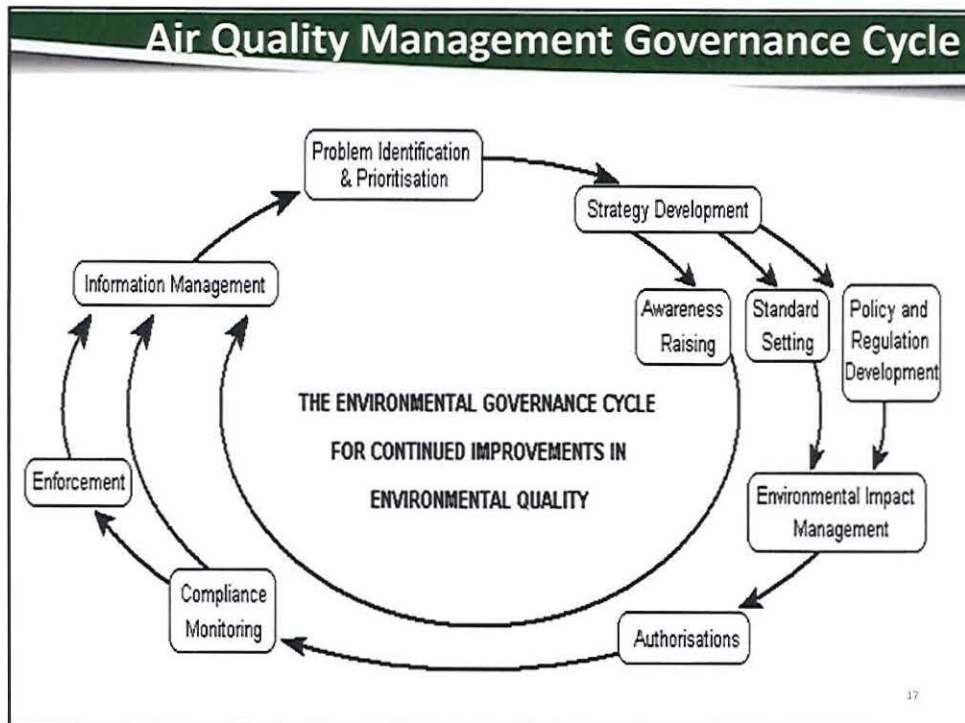 Air Quality Management Governance Cycle
Problem Identification
& Prioritisation
Strategy Development
Information Management
Awareness
Raising
Standard
Setting
Policy and
Regulation
Development
THE ENVIRONMENTAL GOVERNANCE CYCLE
FOR CONTINUED IMPROVEMENTS IN
ENVIRONMENTAL QUALITY
Enforcement
Environmental Impact
Management
Compliance
Monitoring
Authorisations
17